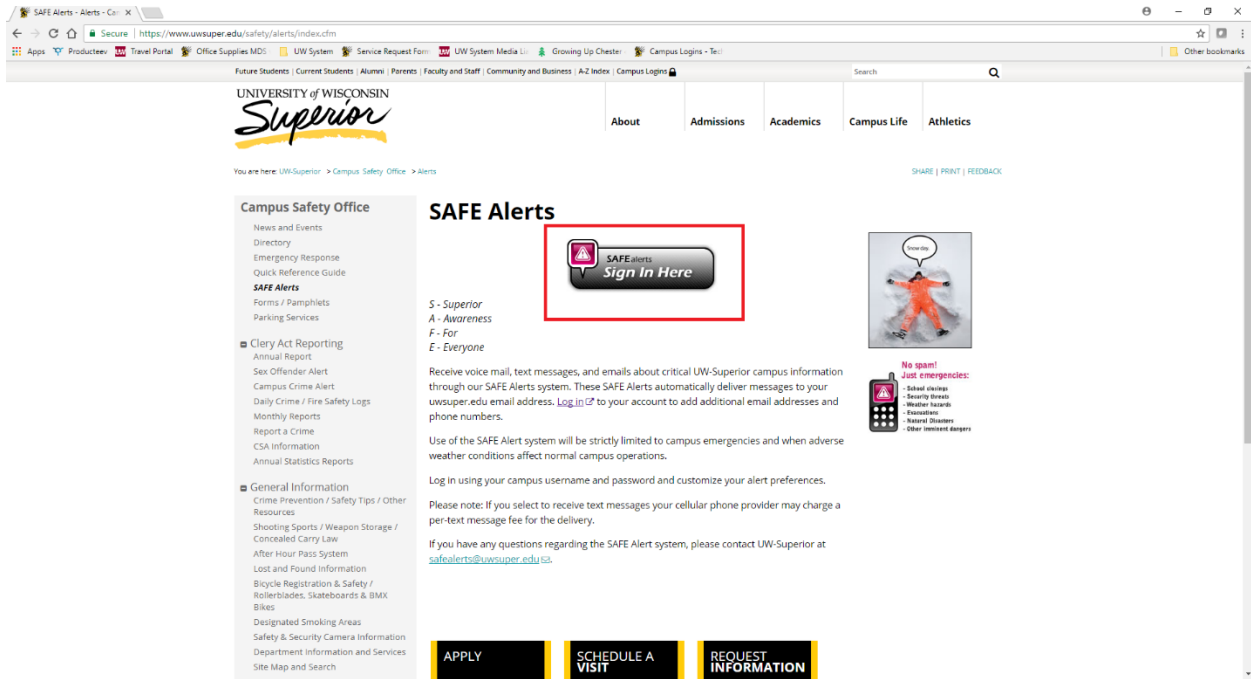 SAFE Alerts - Alerts - Car
Secure | https://www.uwsuper.edu/safety/alerts/index.cfm
Apps Producteev Travel Portal Office Supplies MDS UW System Service Request Form UW System Media Lis Growing Up Chester Campus Logins - Tech Other bookmarks
Future Students | Current Students | Alumni | Parents | Faculty and Staff | Community and Business | A-Z Index | Campus Logins
Search
UNIVERSITY of WISCONSIN
Superior
About Admissions Academics Campus Life Athletics
You are here: UW-Superior > Campus Safety Office > Alerts
SHARE | PRINT | FEEDBACK
Campus Safety Office
News and Events
Directory
Emergency Response
Quick Reference Guide
SAFE Alerts
Forms / Pamphlets
Parking Services
Clery Act Reporting
Annual Report
Sex Offender Alert
Campus Crime Alert
Daily Crime / Fire Safety Logs
Monthly Reports
Report a Crime
CSA Information
Annual Statistics Reports
General Information
Crime Prevention / Safety Tips / Other
Resources
Shooting Sports / Weapon Storage /
Concealed Carry Law
After Hour Pass System
Lost and Found Information
Bicycle Registration & Safety /
Rollerblades, Skateboards & BMX
Bikes
Designated Smoking Areas
Safety & Security Camera Information
Department Information and Services
Site Map and Search
SAFE Alerts
SAFE alerts
Sign In Here
S - Superior
A - Awareness
F - For
E - Everyone
Receive voice mail, text messages, and emails about critical UW-Superior campus information
through our SAFE Alerts system. These SAFE Alerts automatically deliver messages to your
uwsuper.edu email address. Log in to your account to add additional email addresses and
phone numbers.
Use of the SAFE Alert system will be strictly limited to campus emergencies and when adverse
weather conditions affect normal campus operations.
Log in using your campus username and password and customize your alert preferences.
Please note: If you select to receive text messages your cellular phone provider may charge a
per-text message fee for the delivery.
If you have any questions regarding the SAFE Alert system, please contact UW-Superior at
safealerts@uwsuper.edu.
Snow day.
No spam!
Just emergencies:
- School closings
- Security threats
- Weather hazards
- Evacuations
- Natural Disasters
- Other imminent dangers
APPLY
SCHEDULE A
VISIT
REQUEST
INFORMATION